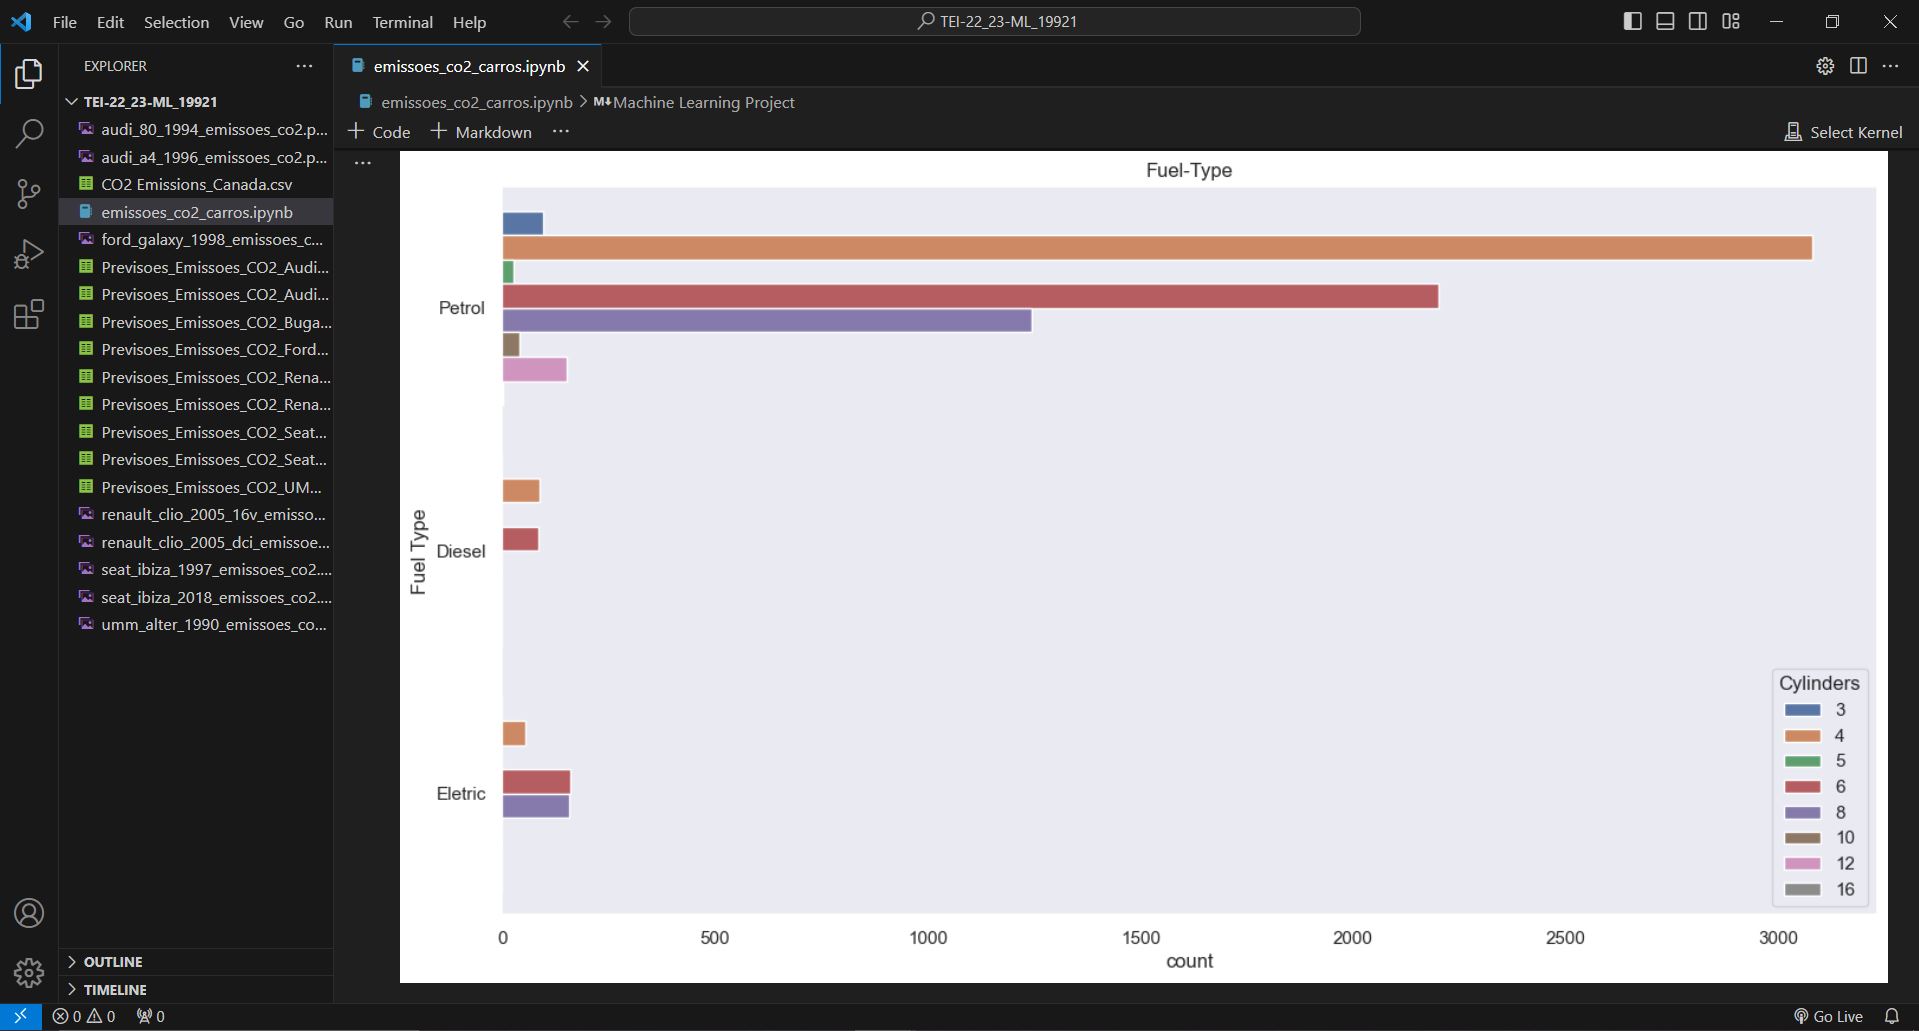 File Edit Selection View Go Run Terminal Help
TEI-22_23-ML_19921
EXPLORER
TEI-22_23-ML_19921
audi_80_1994_emissoes_co2.p...
audi_a4_1996_emissoes_co2.p...
CO2 Emissions_Canada.csv
emissoes_co2_carros.ipynb
ford_galaxy_1998_emissoes_c...
Previsoes_Emissoes_CO2_Audi...
Previsoes_Emissoes_CO2_Audi...
Previsoes_Emissoes_CO2_Buga...
Previsoes_Emissoes_CO2_Ford...
Previsoes_Emissoes_CO2_Rena...
Previsoes_Emissoes_CO2_Rena...
Previsoes_Emissoes_CO2_Seat...
Previsoes_Emissoes_CO2_Seat...
Previsoes_Emissoes_CO2_UM...
renault_clio_2005_16v_emisso...
renault_clio_2005_dci_emissoe...
seat_ibiza_1997_emissoes_co2....
seat_ibiza_2018_emissoes_co2....
umm_alter_1990_emissoes_co...
OUTLINE
TIMELINE
emissoes_co2_carros.ipynb
emissoes_co2_carros.ipynb > M↓Machine Learning Project
+ Code + Markdown ...
Select Kernel
Fuel-Type
Fuel Type
Petrol
Diesel
Eletric
Cylinders
3
4
5
6
8
10
12
16
0 500 1000 1500 2000 2500 3000
count
0 0 0
Go Live